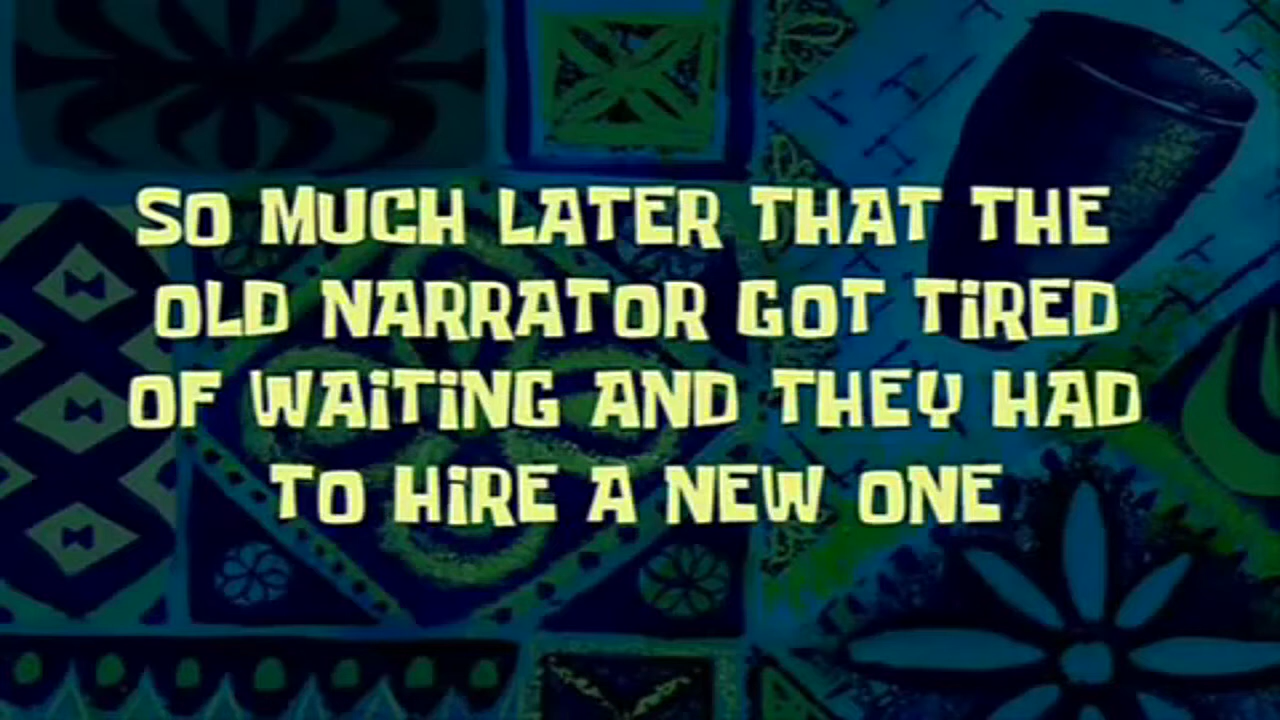 SO MUCH LATER THAT THE
OLD NARRATOR GOT TiRED
OF WAiTiNG AND THEY HAD
TO HiRE A NEW ONE